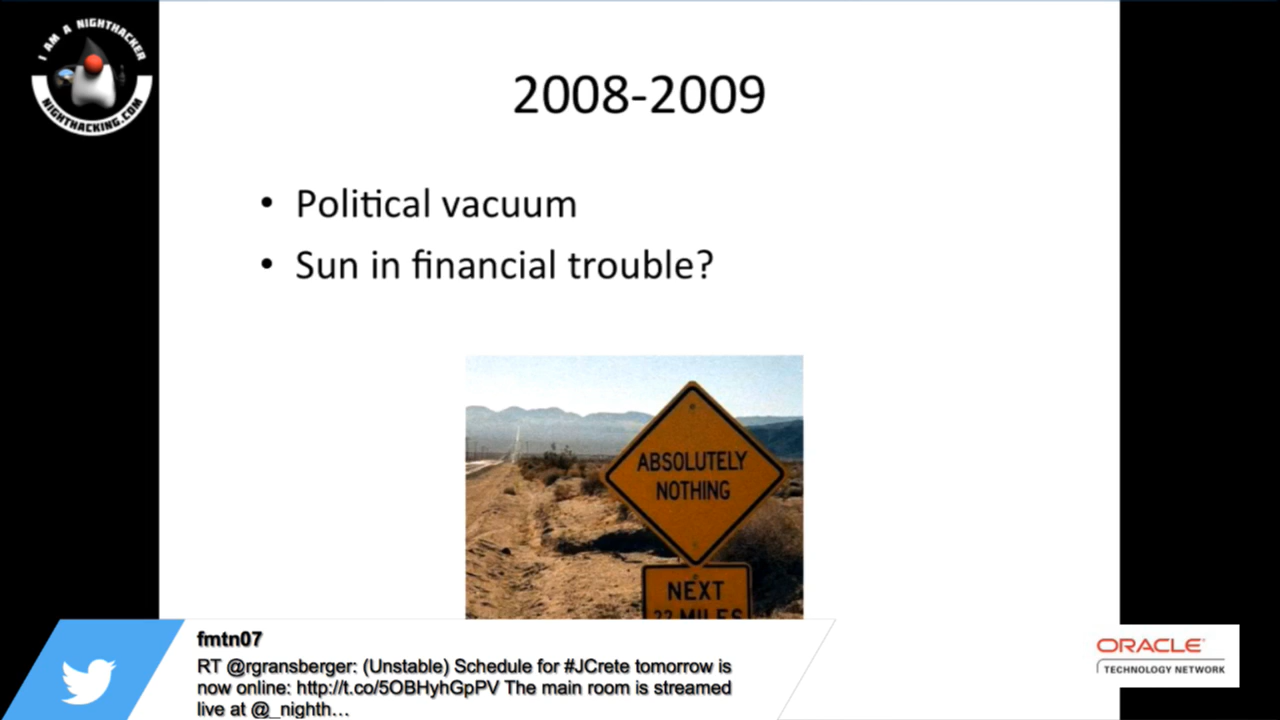 I AM A NIGHTHACKER
NIGHTHACKING.COM
2008-2009
• Political vacuum
• Sun in financial trouble?
ABSOLUTELY
NOTHING
NEXT
22 MILES
fmtn07
RT @rgransberger: (Unstable) Schedule for #JCrete tomorrow is
now online: http://t.co/5OBHyhGpPV The main room is streamed
live at @_nighth...
ORACLE
TECHNOLOGY NETWORK